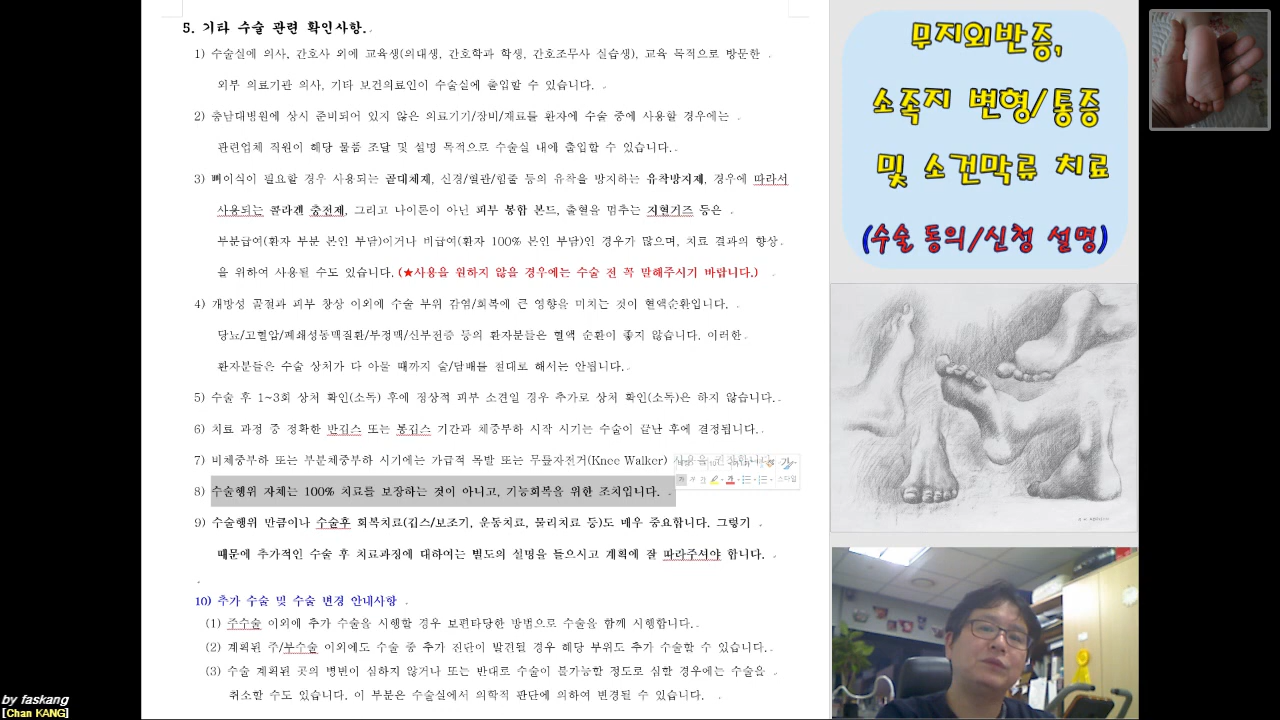 5. 기타 수술 관련 확인사항.
1) 수술실에 의사, 간호사 이외에 교육생(의대생, 간호학과 학생, 간호조무사 실습생), 교육 목적으로 방문한
외부 의료기관 의사, 기타 보건의료인이 수술실에 출입할 수 있습니다.
2) 충남대병원에 상시 준비되어 있지 않은 의료기기/장비/재료를 환자에 수술 중에 사용할 경우에는
관련업체 직원이 해당 물품 조달 및 설명 목적으로 수술실 내에 출입할 수 있습니다.
3) 뼈이식이 필요할 경우 사용되는 골대체제, 신경/혈관/힘줄 등의 유착을 방지하는 유착방지제, 경우에 따라서
사용되는 콜라겐 충전제, 그리고 나이론이 아닌 피부 봉합 본드, 출혈을 멈추는 지혈거즈 등은
부분급여(환자 부분 본인 부담)이거나 비급여(환자 100% 본인 부담)인 경우가 많으며, 치료 결과의 향상
을 위하여 사용될 수도 있습니다. (★사용을 원하지 않을 경우에는 수술 전 꼭 말해주시기 바랍니다.)
4) 개방성 골절과 피부 창상 이외에 수술 부위 감염/회복에 큰 영향을 미치는 것이 혈액순환입니다.
당뇨/고혈압/폐쇄성동맥질환/부정맥/신부전증 등의 환자분들은 혈액 순환이 좋지 않습니다. 이러한
환자분들은 수술 상처가 다 아물 때까지 술/담배를 절대로 해서는 안됩니다.
5) 수술 후 1~3회 상처 확인(소독) 후에 정상적 피부 소견일 경우 추가로 상처 확인(소독)은 하지 않습니다.
6) 치료 과정 중 정확한 반깁스 또는 통깁스 기간과 체중부하 시작 시기는 수술이 끝난 후에 결정됩니다.
7) 비체중부하 또는 부분체중부하 시기에는 가급적 목발 또는 무릎자전거(Knee Walker)
8) 수술행위 자체는 100% 치료를 보장하는 것이 아니고, 기능회복을 위한 조치입니다.
9) 수술행위 만큼이나 수술후 회복치료(깁스/보조기, 운동치료, 물리치료 등)도 매우 중요합니다. 그렇기
때문에 추가적인 수술 후 치료과정에 대하여는 별도의 설명을 들으시고 계획에 잘 따라주셔야 합니다.
10) 추가 수술 및 수술 변경 안내사항
(1) 주수술 이외에 추가 수술을 시행할 경우 보편타당한 방법으로 수술을 함께 시행합니다.
(2) 계획된 주/부수술 이외에도 수술 중 추가 진단이 발견된 경우 해당 부위도 추가 수술할 수 있습니다.
(3) 수술 계획된 곳의 병변이 심하지 않거나 또는 반대로 수술이 불가능할 정도로 심할 경우에는 수술을
취소할 수도 있습니다. 이 부분은 수술실에서 의학적 판단에 의하여 변경될 수 있습니다.
무지외반증,
소족지 변형/통증
및 소건막류 치료
(수술 동의/신청 설명)
by faskang
[Chan KANG]